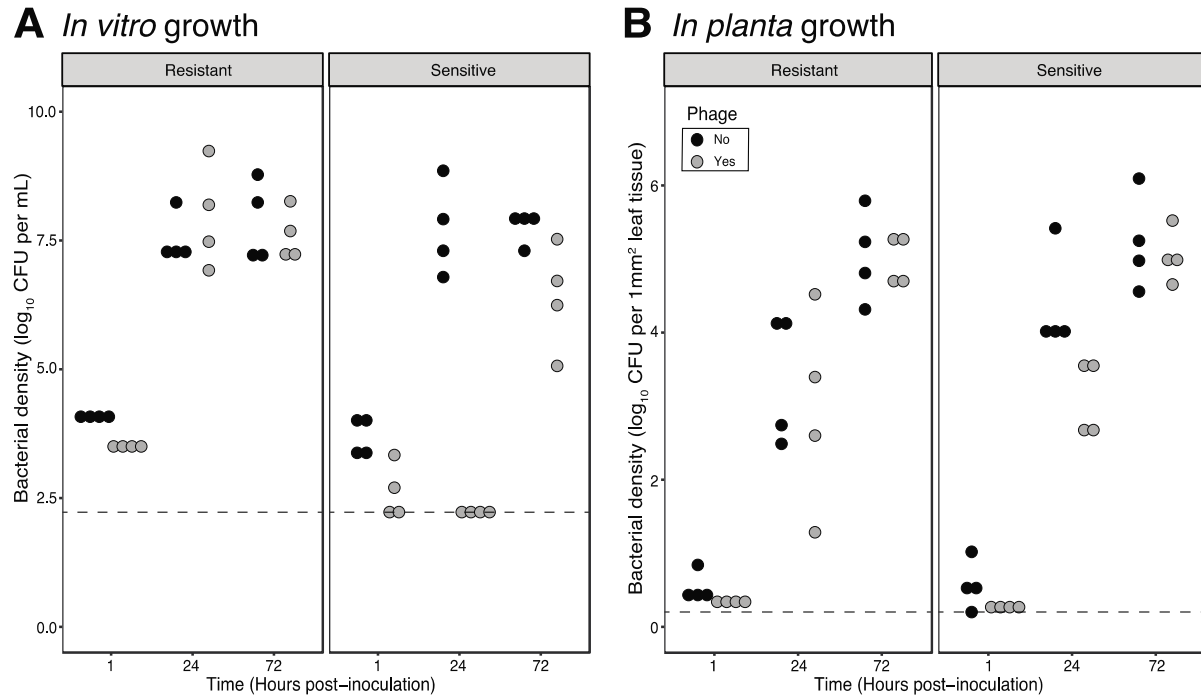 A In vitro growth
Resistant
Sensitive
Bacterial density (log₁₀ CFU per mL)
10.0
7.5
5.0
2.5
0.0
1
24
72
1
24
72
Time (Hours post–inoculation)
B In planta growth
Resistant
Sensitive
Phage
No
Yes
Bacterial density (log₁₀ CFU per 1mm² leaf tissue)
6
4
2
0
1
24
72
1
24
72
Time (Hours post–inoculation)